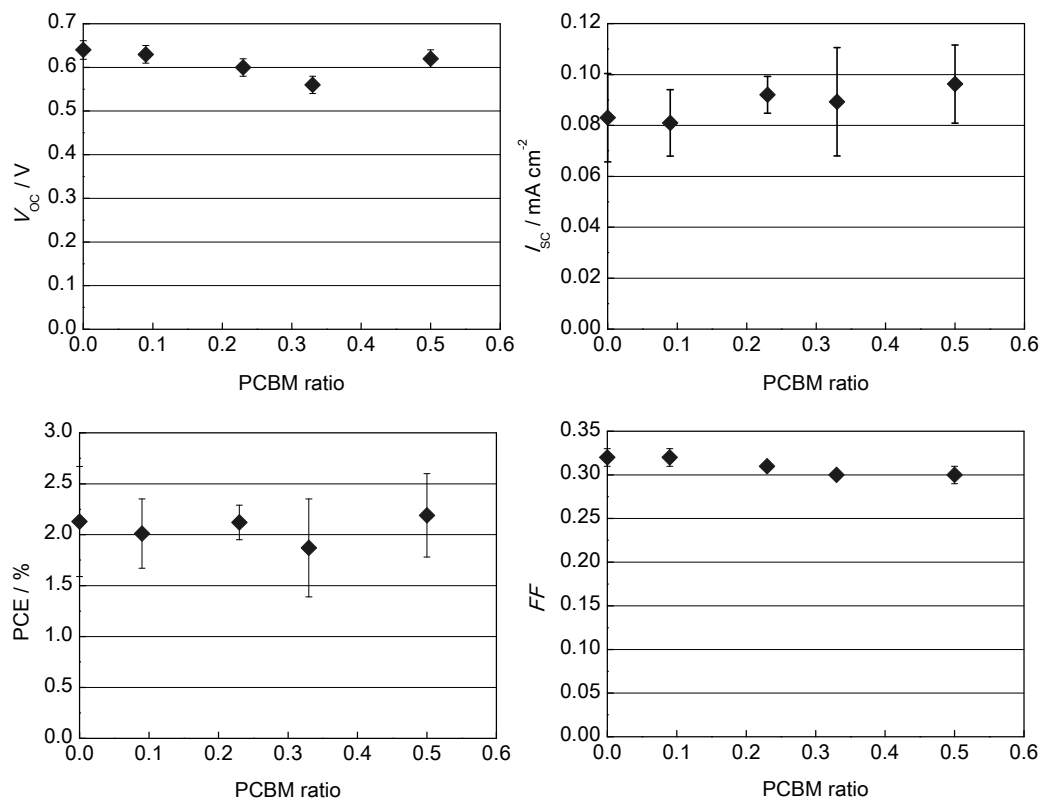 0.7
0.6
0.5
0.4
0.3
0.2
0.1
0.0
V_OC / V
0.0 0.1 0.2 0.3 0.4 0.5 0.6
PCBM ratio
0.12
0.10
0.08
0.06
0.04
0.02
0.00
I_SC / mA cm⁻²
0.0 0.1 0.2 0.3 0.4 0.5 0.6
PCBM ratio
3.0
2.5
2.0
1.5
1.0
0.5
0.0
PCE / %
0.0 0.1 0.2 0.3 0.4 0.5 0.6
PCBM ratio
0.35
0.30
0.25
0.20
0.15
0.10
0.05
0.00
FF
0.0 0.1 0.2 0.3 0.4 0.5 0.6
PCBM ratio